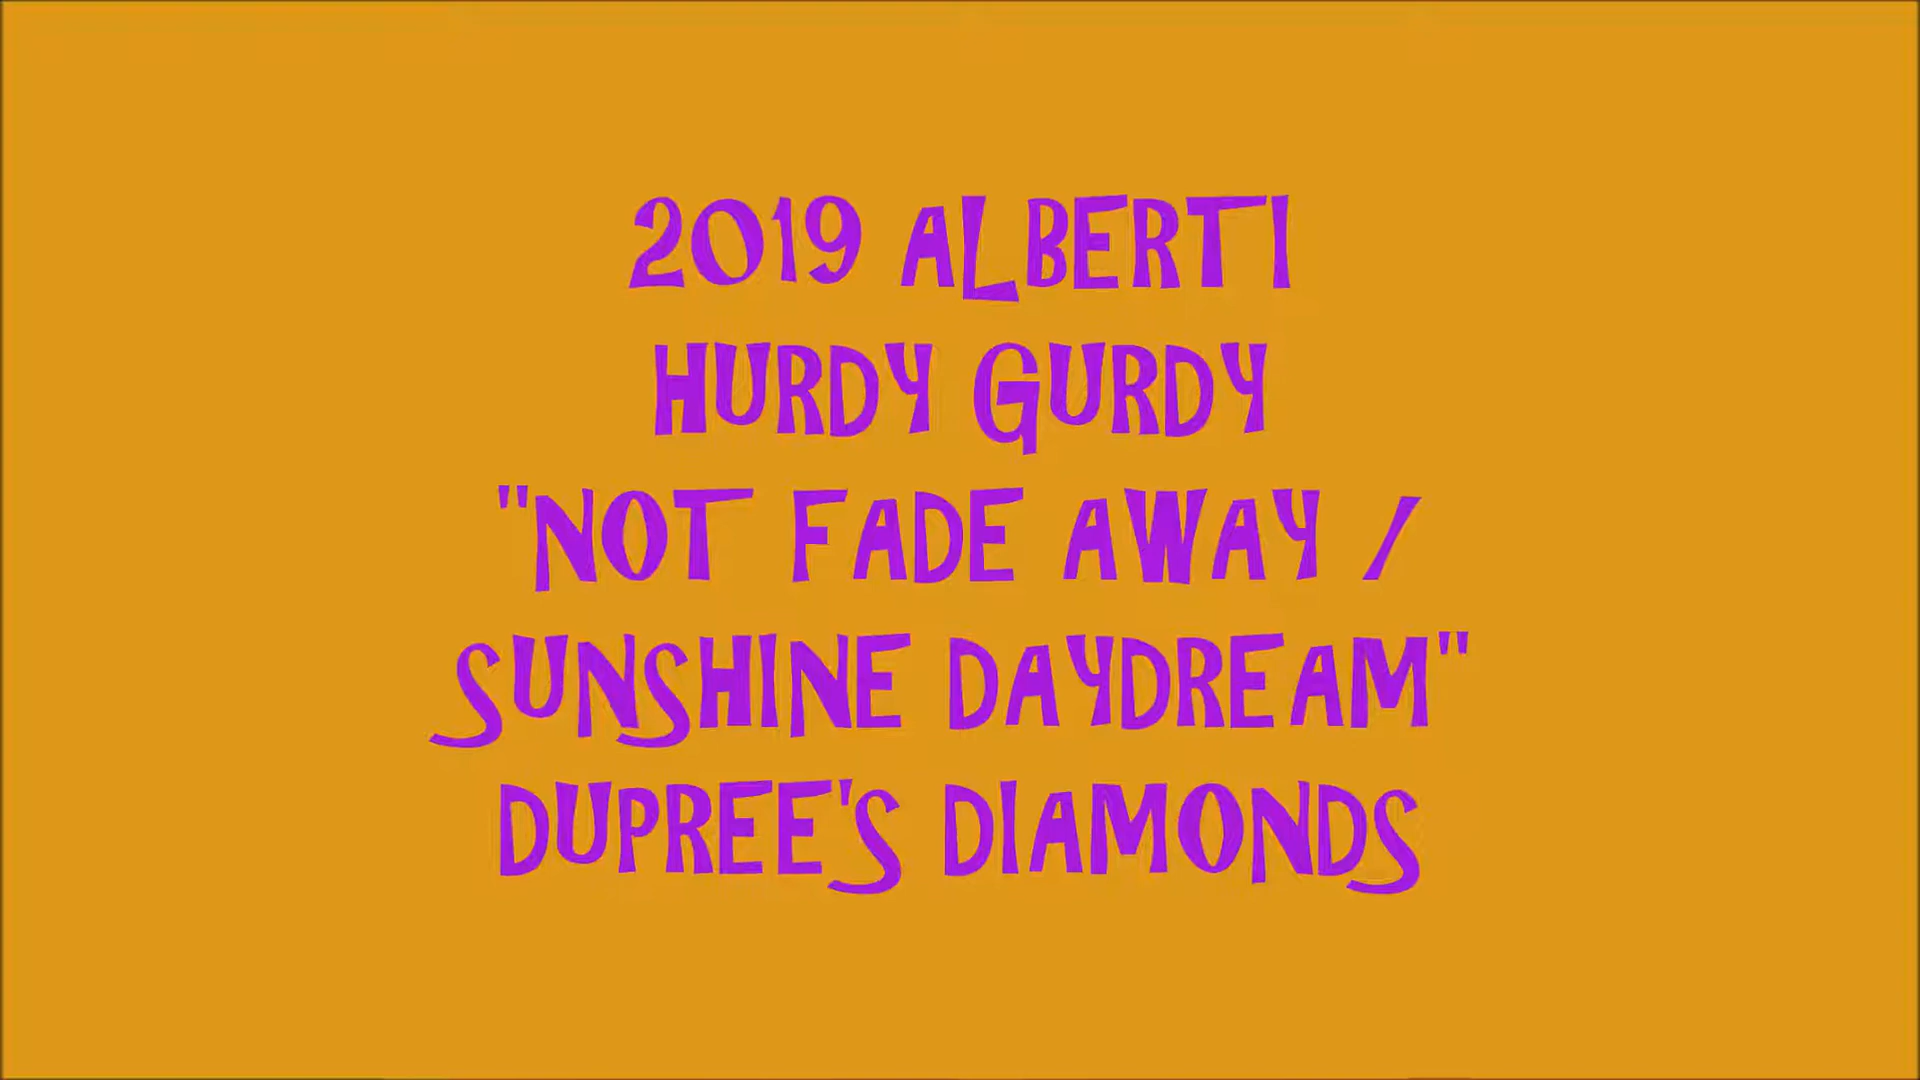 2019 ALBERTI
HURDY GURDY
"NOT FADE AWAY /
SUNSHINE DAYDREAM"
DUPREE'S DIAMONDS